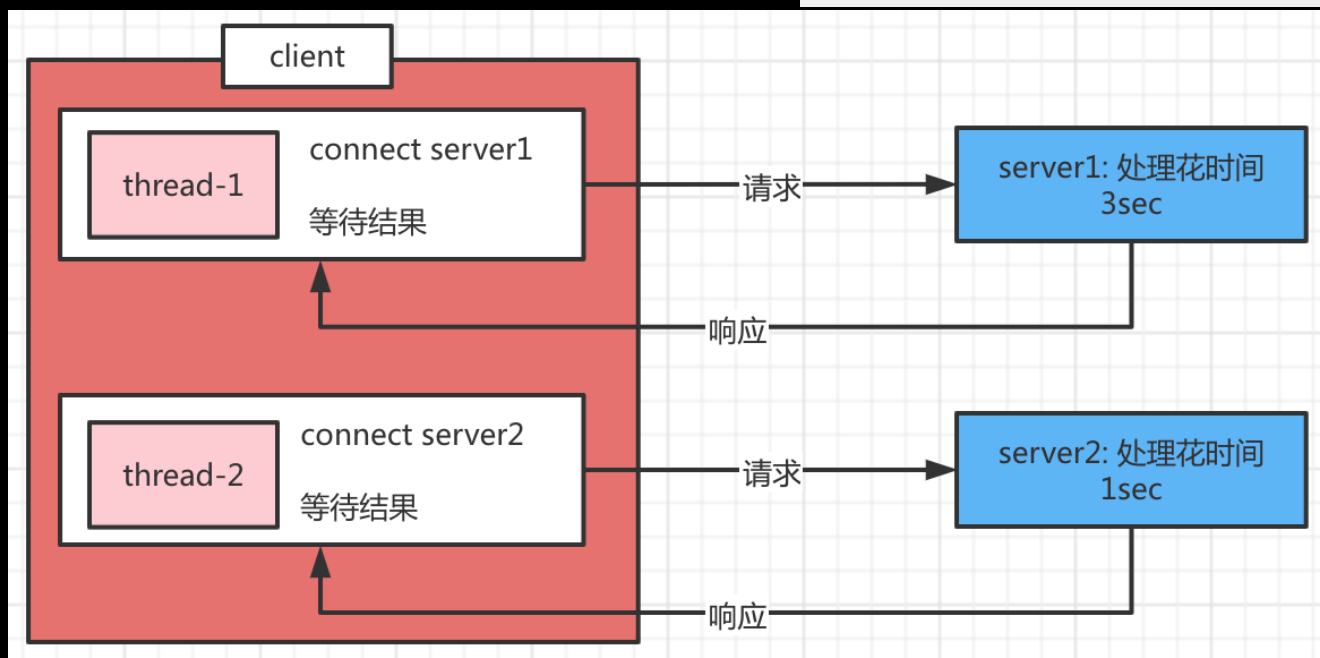 client
thread-1
connect server1
等待结果
请求
server1: 处理花时间
3sec
响应
thread-2
connect server2
等待结果
请求
server2: 处理花时间
1sec
响应